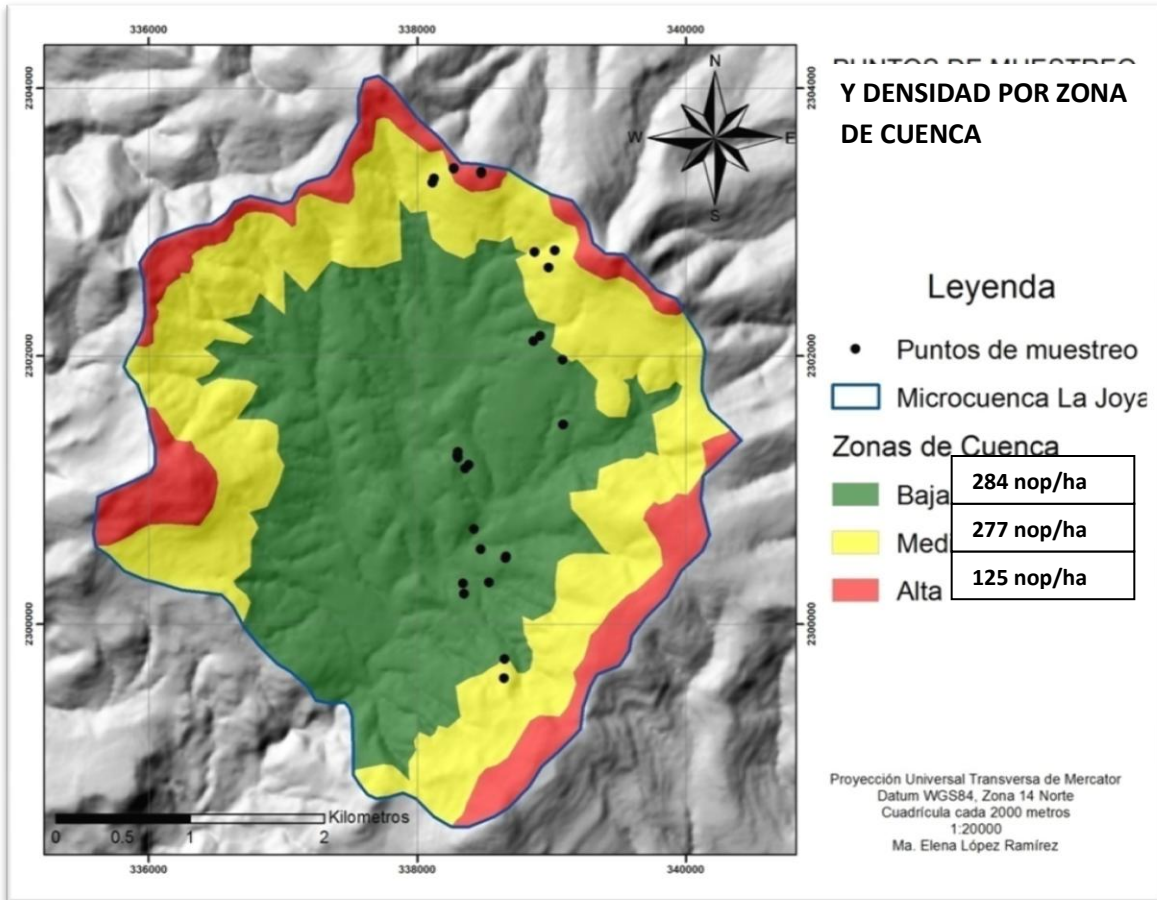 336000
338000
340000
PUNTOS DE MUESTREO
Y DENSIDAD POR ZONA
DE CUENCA
2304000
2304000
N
W
E
S
Leyenda
Puntos de muestreo
Microcuenca La Joya
2302000
2302000
Zonas de Cuenca
Baja
284 nop/ha
Medi
277 nop/ha
Alta
125 nop/ha
2300000
2300000
Proyección Universal Transversa de Mercator
Datum WGS84, Zona 14 Norte
Cuadrícula cada 2000 metros
1:20000
Ma. Elena López Ramírez
Kilometros
0 0.5 1 2
336000
338000
340000